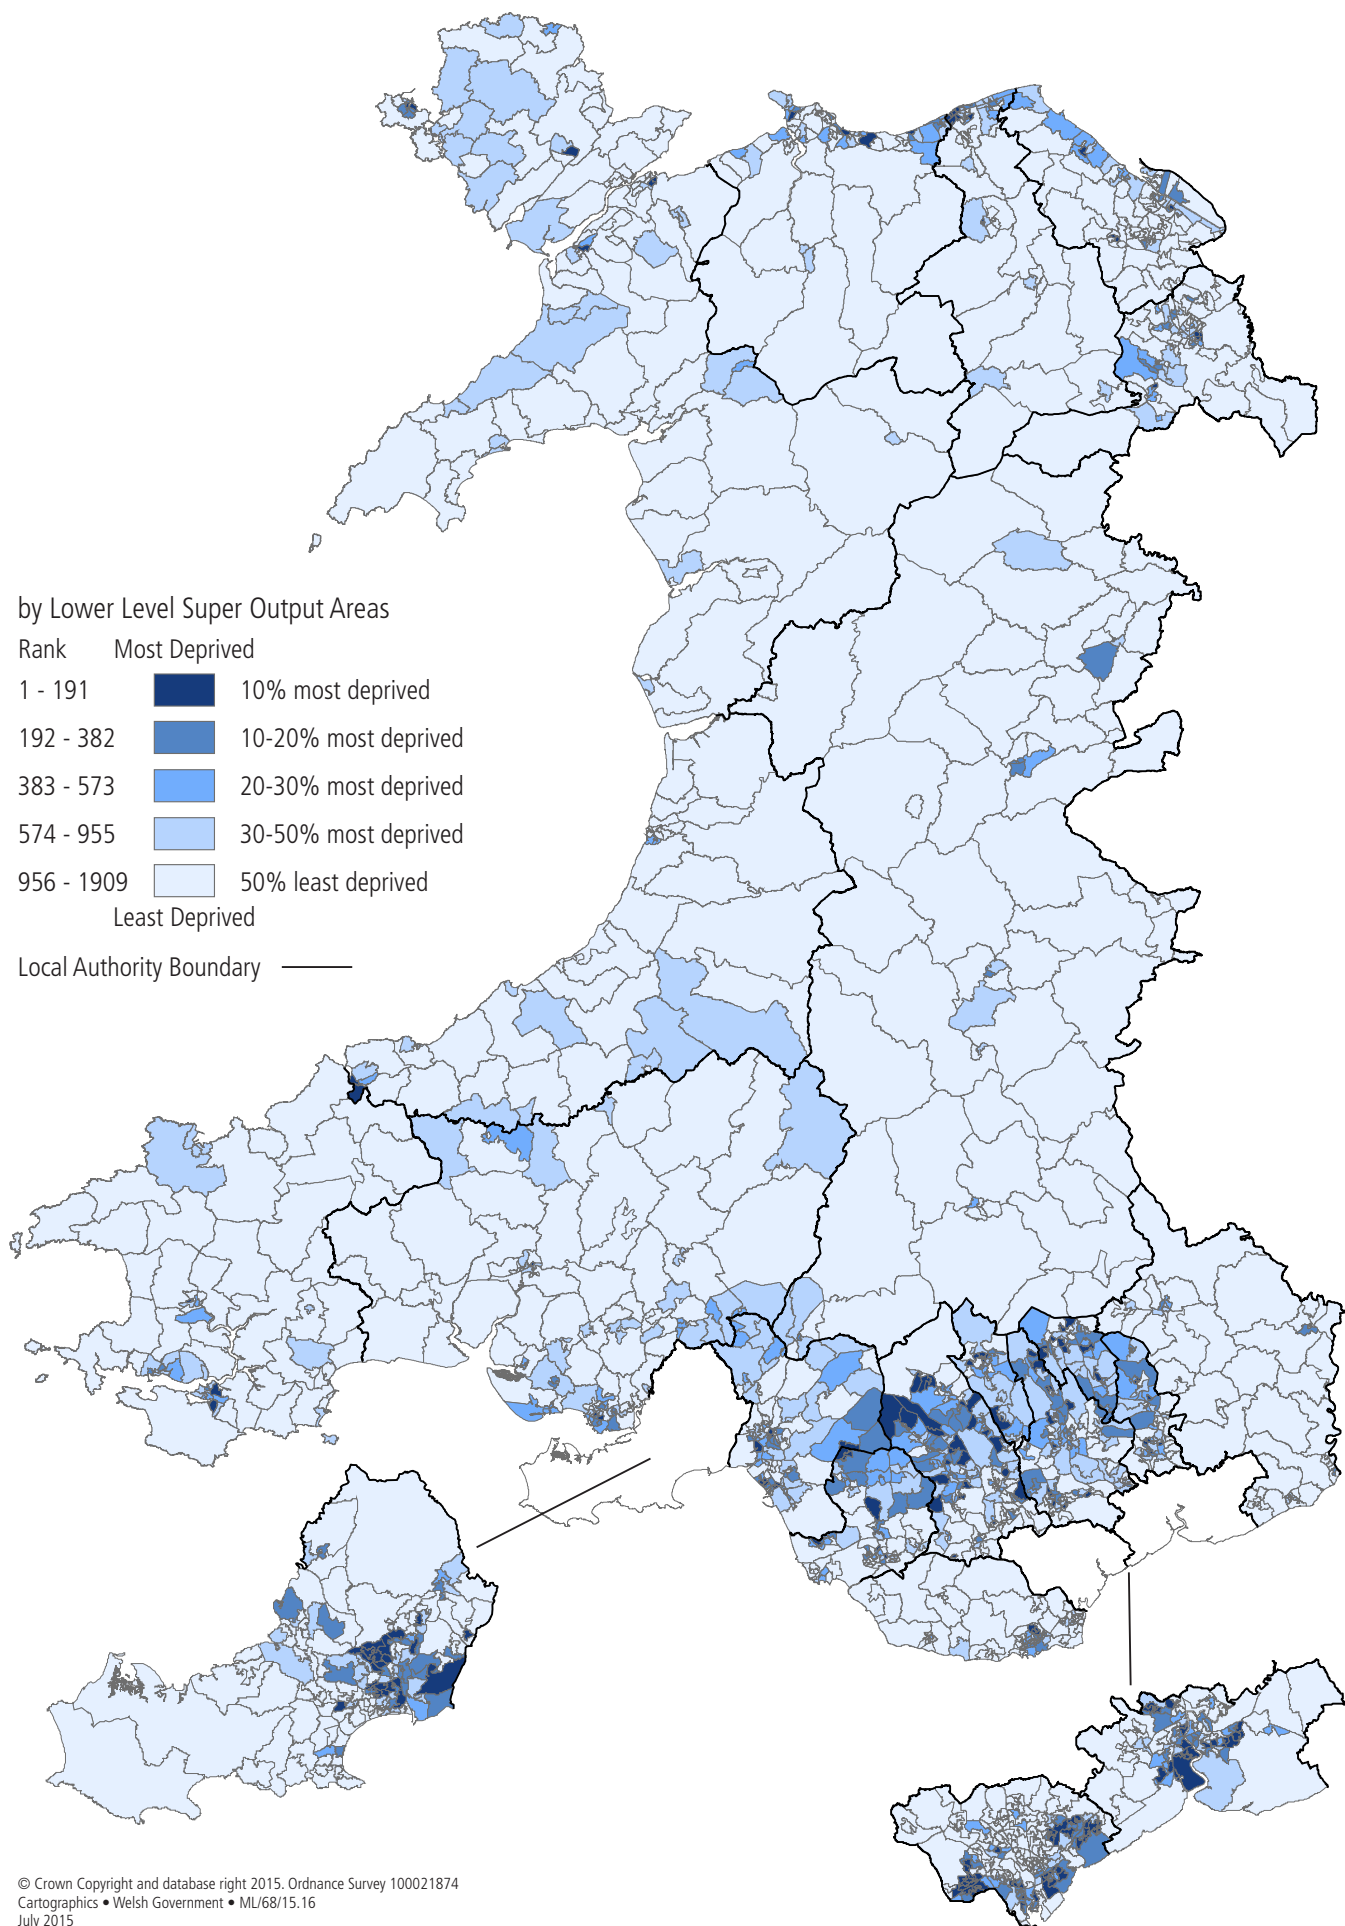 by Lower Level Super Output Areas
Rank Most Deprived
1 - 191 10% most deprived
192 - 382 10-20% most deprived
383 - 573 20-30% most deprived
574 - 955 30-50% most deprived
956 - 1909 50% least deprived
Least Deprived
Local Authority Boundary
© Crown Copyright and database right 2015. Ordnance Survey 100021874
Cartographics • Welsh Government • ML/68/15.16
July 2015